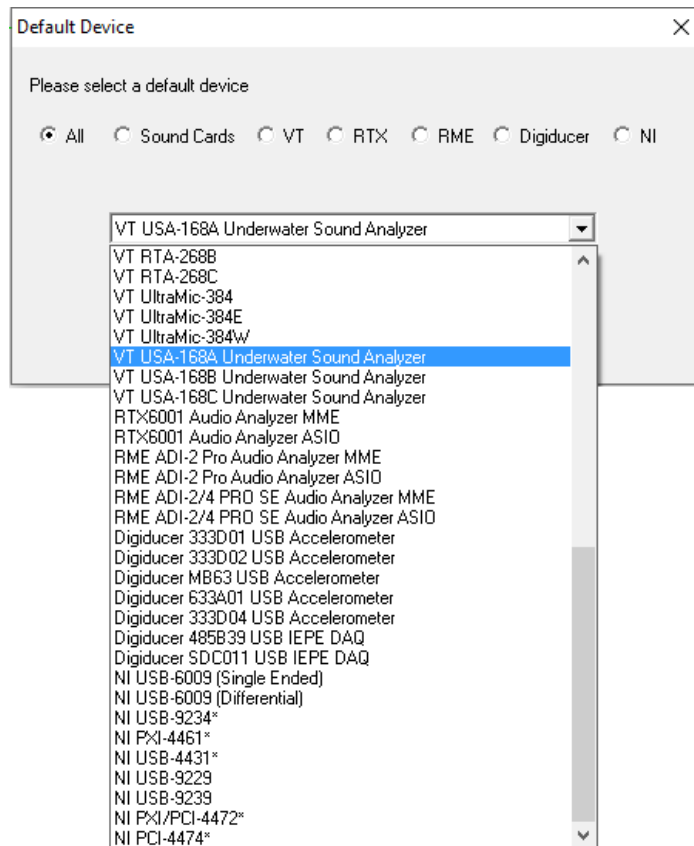 Default Device
Please select a default device
All Sound Cards VT RTX RME Digiducer NI
VT USA-168A Underwater Sound Analyzer
VT RTA-268B
VT RTA-268C
VT UltraMic-384
VT UltraMic-384E
VT UltraMic-384W
VT USA-168A Underwater Sound Analyzer
VT USA-168B Underwater Sound Analyzer
VT USA-168C Underwater Sound Analyzer
RTX6001 Audio Analyzer MME
RTX6001 Audio Analyzer ASIO
RME ADI-2 Pro Audio Analyzer MME
RME ADI-2 Pro Audio Analyzer ASIO
RME ADI-2/4 PRO SE Audio Analyzer MME
RME ADI-2/4 PRO SE Audio Analyzer ASIO
Digiducer 333D01 USB Accelerometer
Digiducer 333D02 USB Accelerometer
Digiducer MB63 USB Accelerometer
Digiducer 633A01 USB Accelerometer
Digiducer 333D04 USB Accelerometer
Digiducer 485B39 USB IEPE DAQ
Digiducer SDC011 USB IEPE DAQ
NI USB-6009 (Single Ended)
NI USB-6009 (Differential)
NI USB-9234*
NI PXI-4461*
NI USB-4431*
NI USB-9229
NI USB-9239
NI PXI/PCI-4472*
NI PCI-4474*